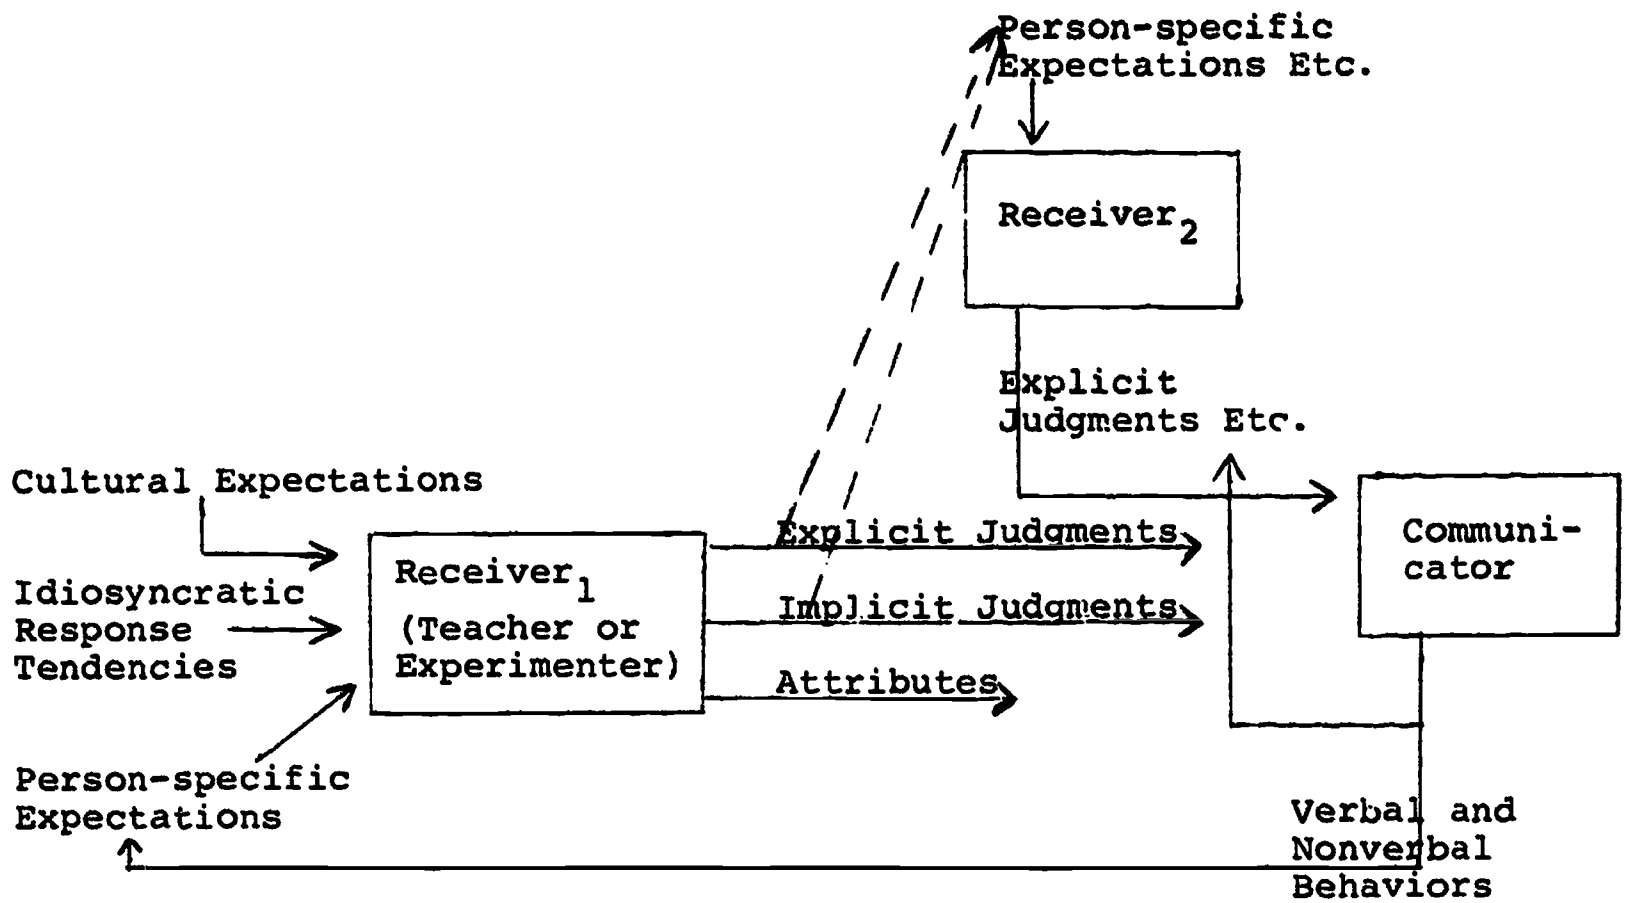 Person-specific
Expectations Etc.
Receiver2
Explicit
Judgments Etc.
Cultural Expectations
Explicit Judgments
Communi-
cator
Receiver1
(Teacher or
Experimenter)
Idiosyncratic
Response
Tendencies
Implicit Judgments
Attributes
Person-specific
Expectations
Verbal and
Nonverbal
Behaviors